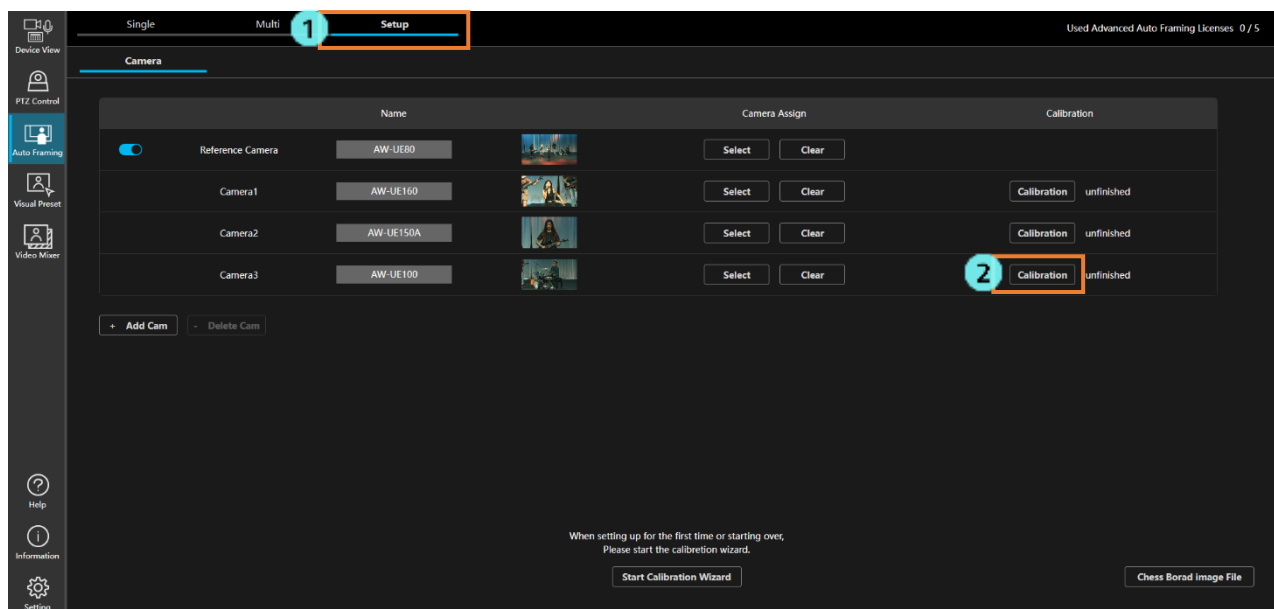 Device View
PTZ Control
Auto Framing
Visual Preset
Video Mixer
Help
Information
Setting
Single Multi 1 Setup Used Advanced Auto Framing Licenses 0 / 5
Camera
Name Camera Assign Calibration
Reference Camera AW-UE80 Select Clear
Camera1 AW-UE160 Select Clear Calibration unfinished
Camera2 AW-UE150A Select Clear Calibration unfinished
Camera3 AW-UE100 Select Clear 2 Calibration unfinished
+ Add Cam - Delete Cam
When setting up for the first time or starting over,
Please start the calibretion wizard.
Start Calibration Wizard Chess Borad image File